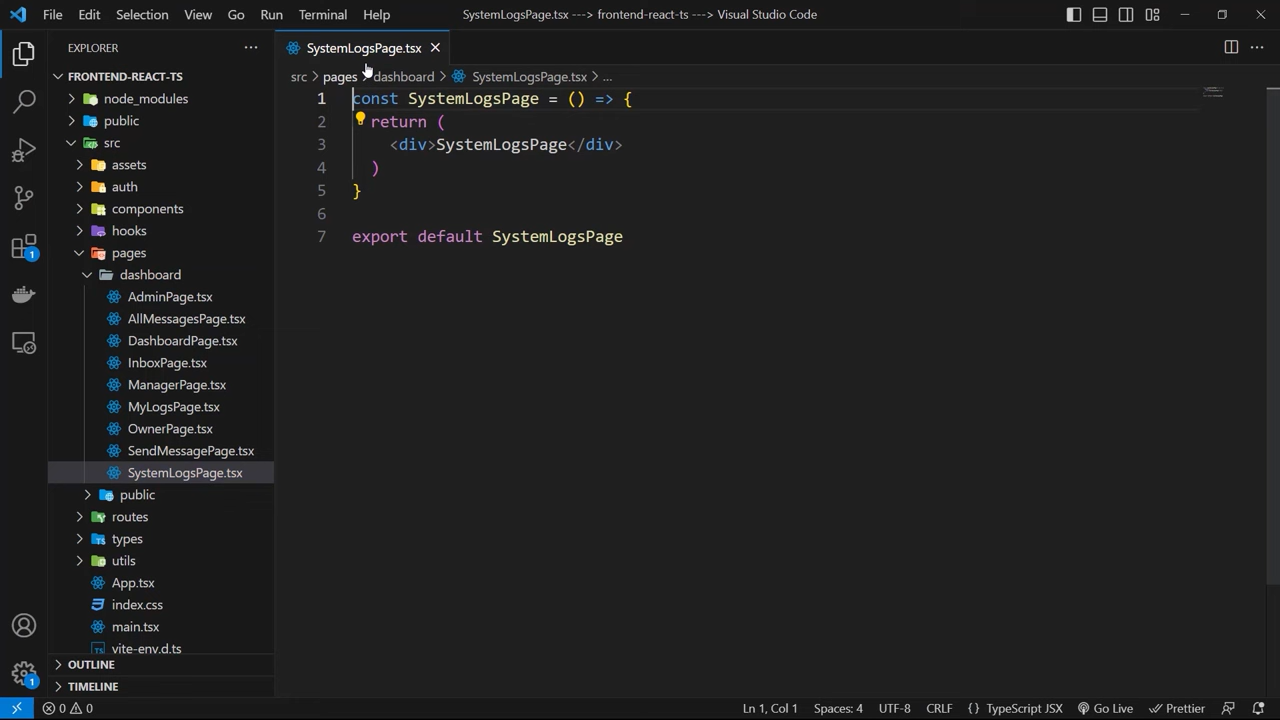 File Edit Selection View Go Run Terminal Help SystemLogsPage.tsx ---> frontend-react-ts ---> Visual Studio Code
EXPLORER
FRONTEND-REACT-TS
node_modules
public
src
assets
auth
components
hooks
pages
dashboard
AdminPage.tsx
AllMessagesPage.tsx
DashboardPage.tsx
InboxPage.tsx
ManagerPage.tsx
MyLogsPage.tsx
OwnerPage.tsx
SendMessagePage.tsx
SystemLogsPage.tsx
public
routes
types
utils
App.tsx
index.css
main.tsx
TS vite-env.d.ts
OUTLINE
TIMELINE
1
1
SystemLogsPage.tsx
src > pages > dashboard > SystemLogsPage.tsx > ...
1 const SystemLogsPage = () => {
2 return (
3 <div>SystemLogsPage</div>
4 )
5 }
6
7 export default SystemLogsPage
0 0 Ln 1, Col 1 Spaces: 4 UTF-8 CRLF {} TypeScript JSX Go Live Prettier